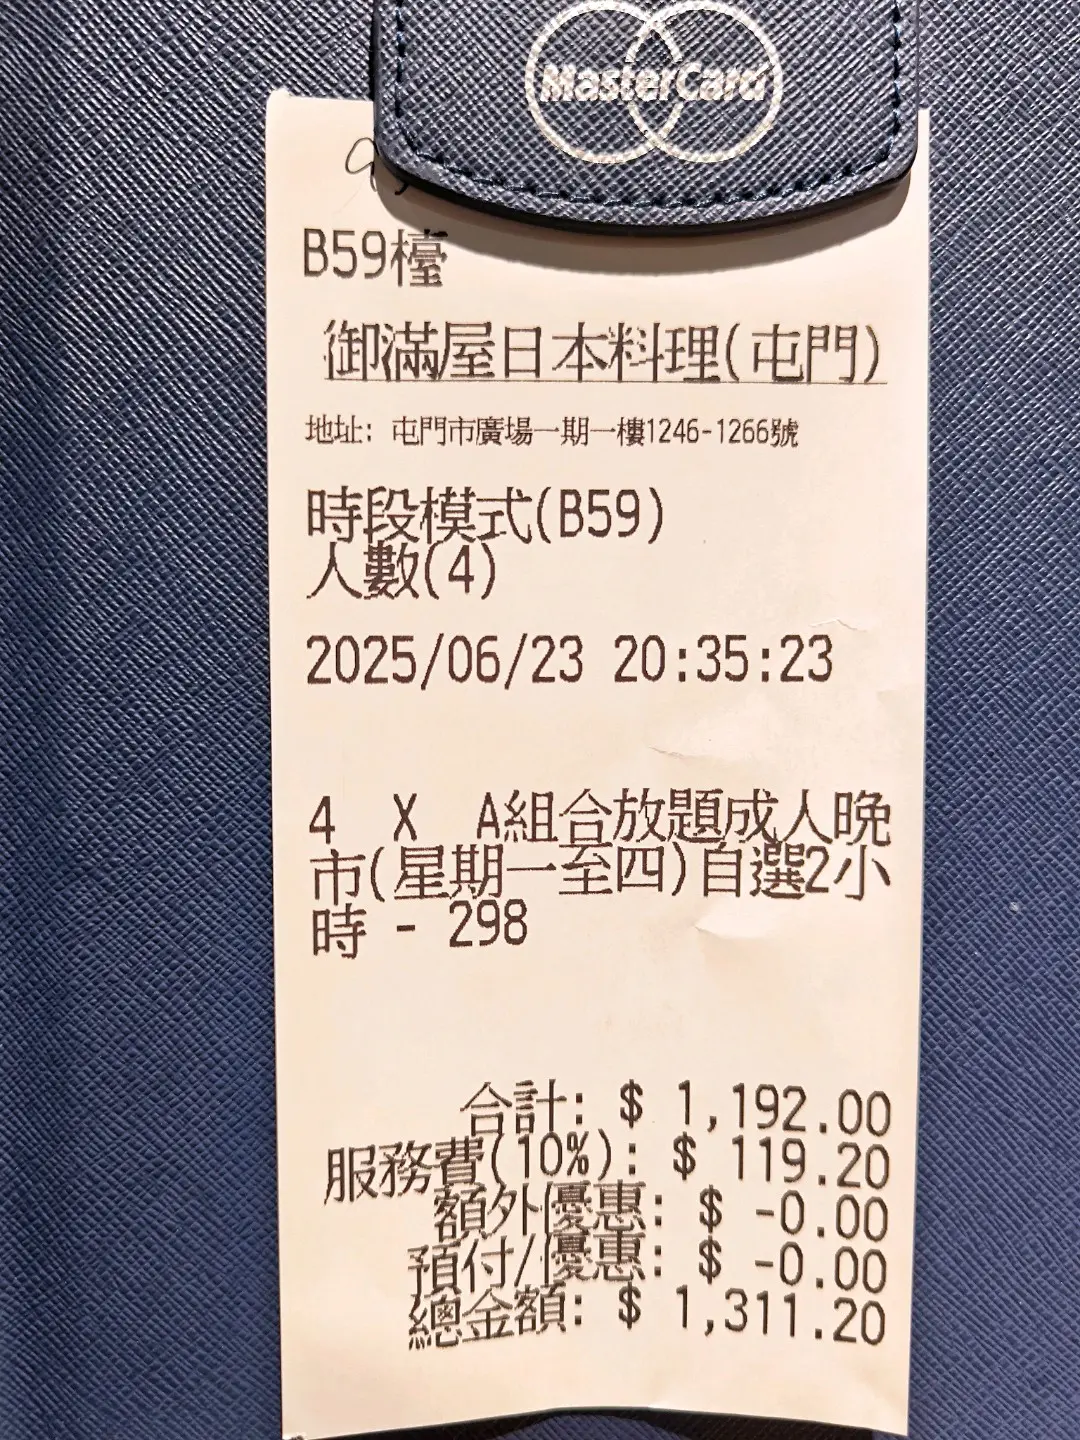 MasterCard
B59檯
御滿屋日本料理(屯門)
地址: 屯門市廣場一期一樓1246-1266號
時段模式(B59)
人數(4)
2025/06/23 20:35:23
4 X A組合放題成人晚
市(星期一至四)自選2小
時 - 298
合計: $ 1,192.00
服務費(10%): $ 119.20
額外優惠: $ -0.00
預付/優惠: $ -0.00
總金額: $ 1,311.20